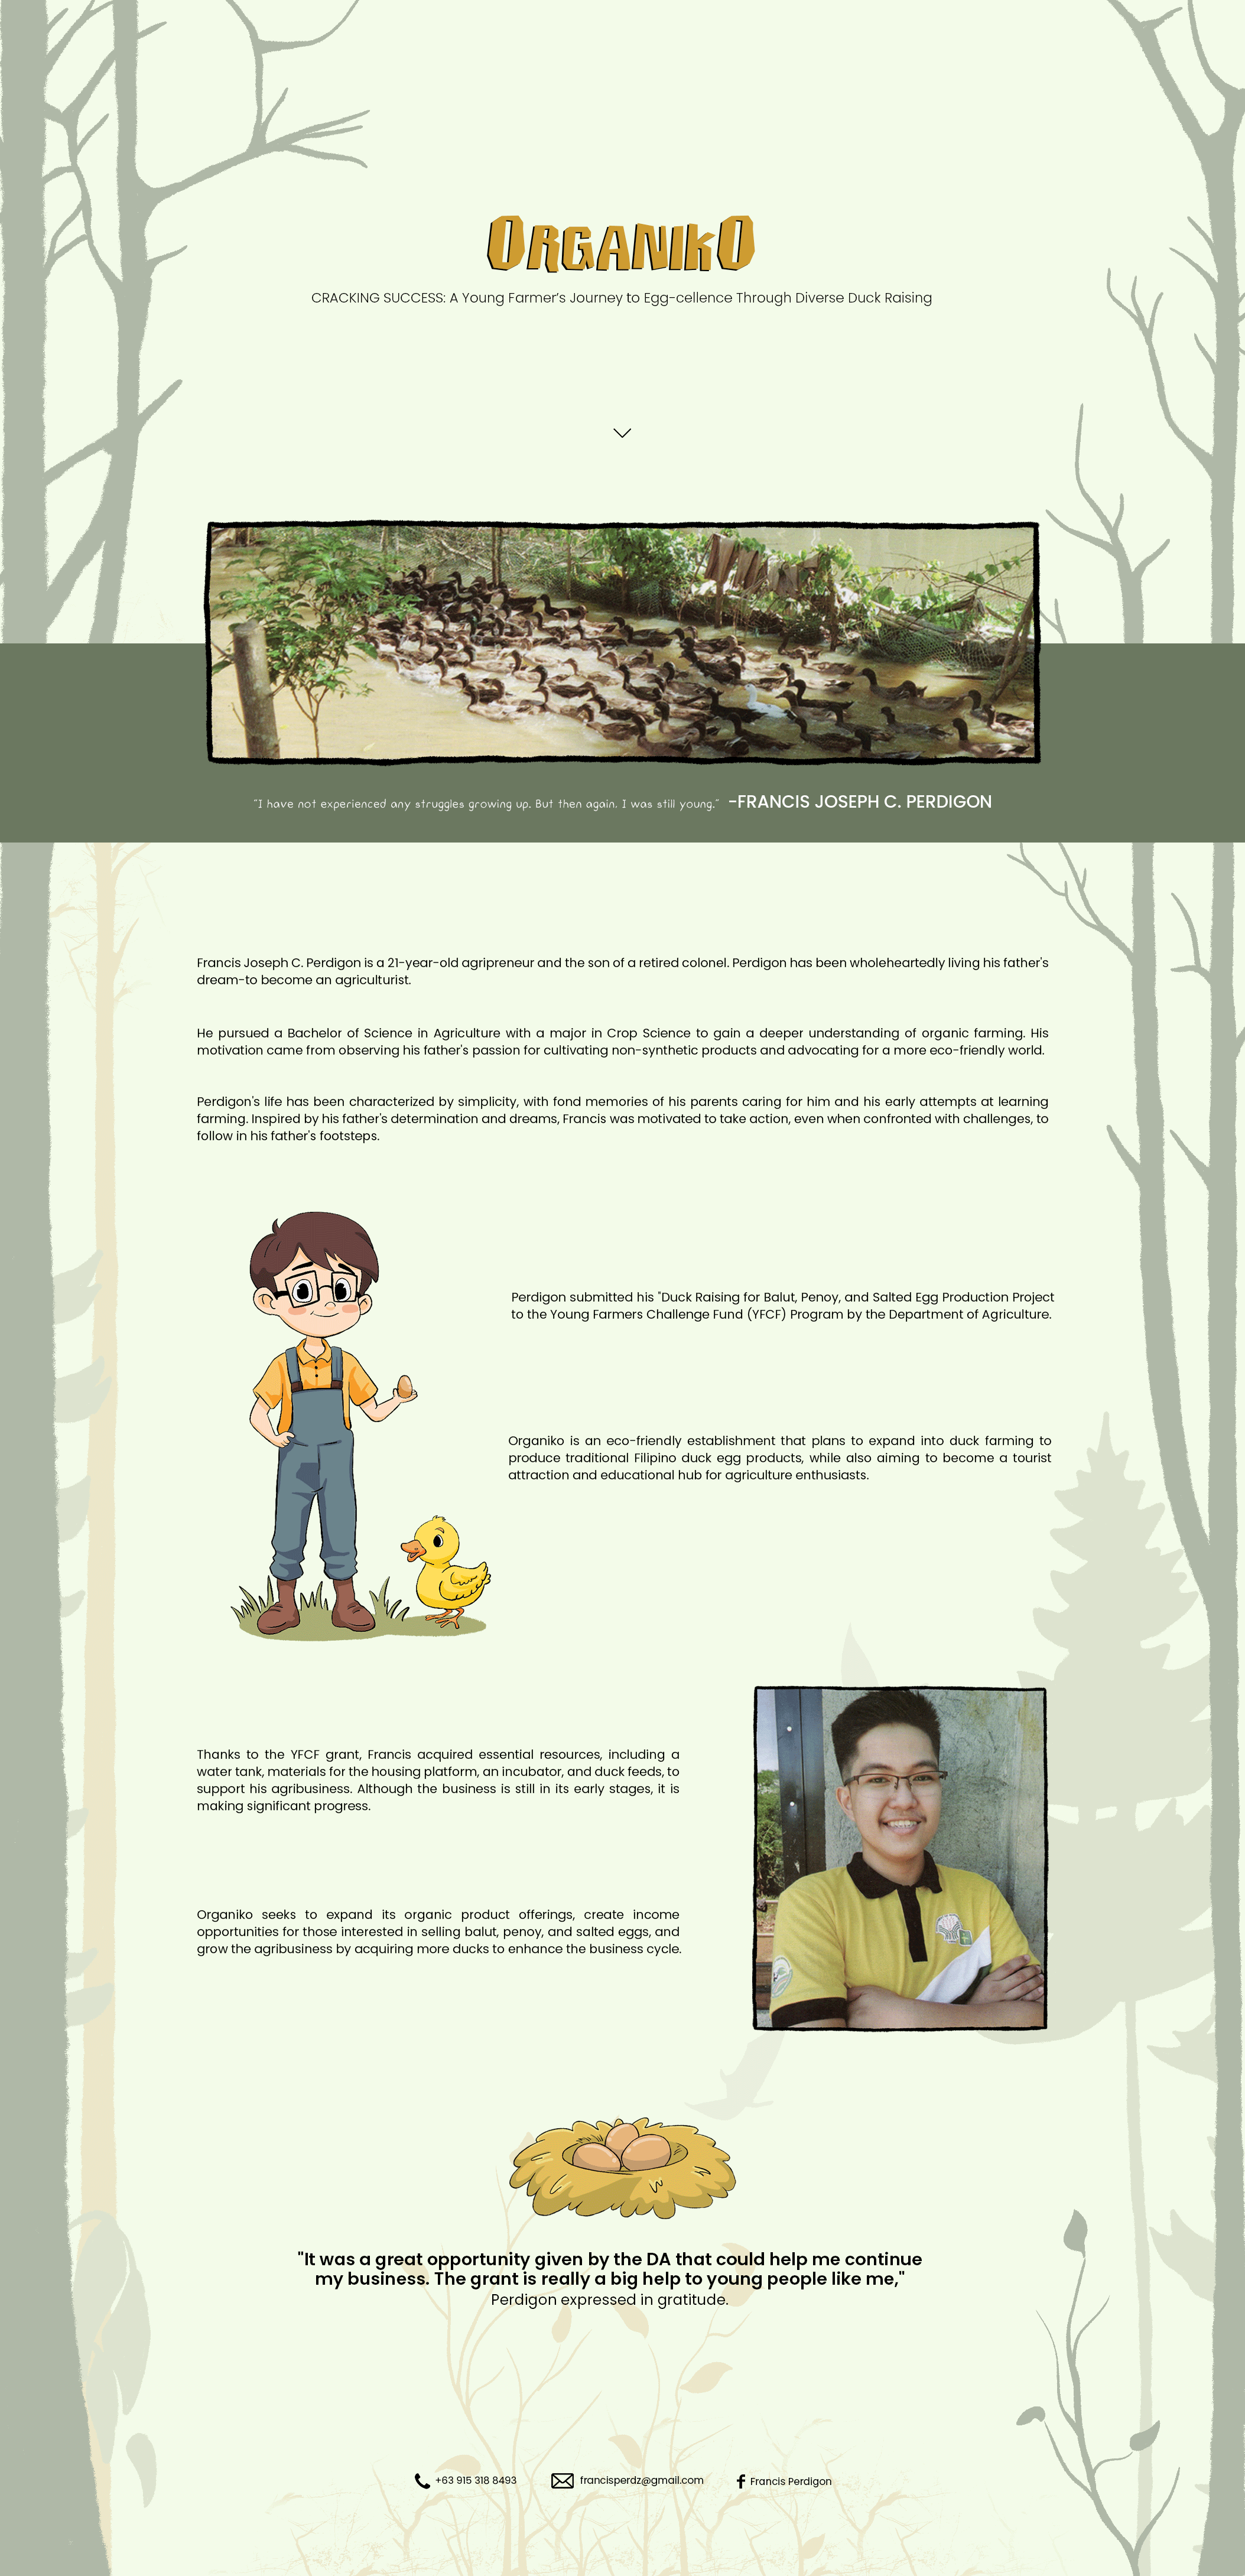 ORGANIKO
CRACKING SUCCESS: A Young Farmer's Journey to Egg-cellence Through Diverse Duck Raising
"I have not experienced any struggles growing up. But then again. I was still young." -FRANCIS JOSEPH C. PERDIGON
Francis Joseph C. Perdigon is a 21-year-old agripreneur and the son of a retired colonel. Perdigon has been wholeheartedly living his father's
dream-to become an agriculturist.
He pursued a Bachelor of Science in Agriculture with a major in Crop Science to gain a deeper understanding of organic farming. His
motivation came from observing his father's passion for cultivating non-synthetic products and advocating for a more eco-friendly world.
Perdigon's life has been characterized by simplicity, with fond memories of his parents caring for him and his early attempts at learning
farming. Inspired by his father's determination and dreams, Francis was motivated to take action, even when confronted with challenges, to
follow in his father's footsteps.
Perdigon submitted his "Duck Raising for Balut, Penoy, and Salted Egg Production Project
to the Young Farmers Challenge Fund (YFCF) Program by the Department of Agriculture.
Organiko is an eco-friendly establishment that plans to expand into duck farming to
produce traditional Filipino duck egg products, while also aiming to become a tourist
attraction and educational hub for agriculture enthusiasts.
Thanks to the YFCF grant, Francis acquired essential resources, including a
water tank, materials for the housing platform, an incubator, and duck feeds, to
support his agribusiness. Although the business is still in its early stages, it is
making significant progress.
Organiko seeks to expand its organic product offerings, create income
opportunities for those interested in selling balut, penoy, and salted eggs, and
grow the agribusiness by acquiring more ducks to enhance the business cycle.
"It was a great opportunity given by the DA that could help me continue
my business. The grant is really a big help to young people like me,"
Perdigon expressed in gratitude.
+63 915 318 8493 francisperdz@gmail.com Francis Perdigon